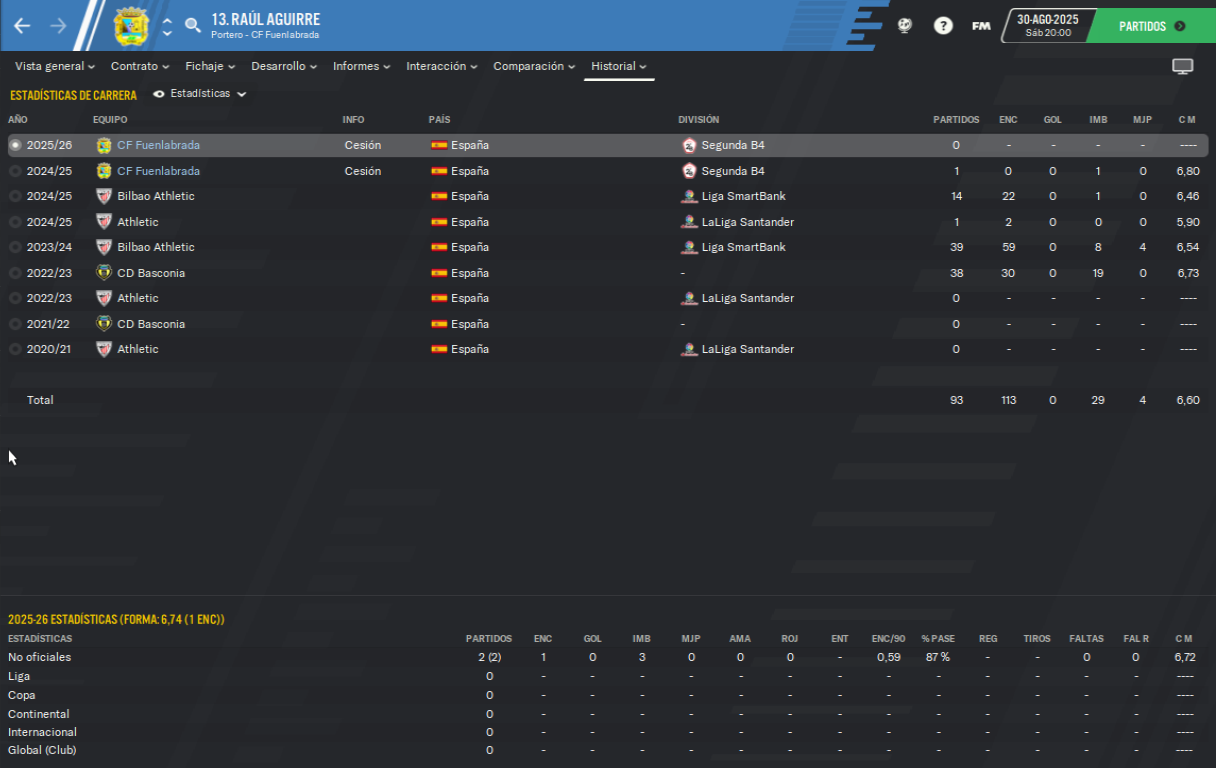 13. RAÚL AGUIRRE
Portero - CF Fuenlabrada
? FM 30-AGO-2025 PARTIDOS
Sáb 20:00
Vista general Contrato Fichaje Desarrollo Informes Interacción Comparación Historial
ESTADÍSTICAS DE CARRERA Estadísticas
AÑO EQUIPO INFO PAÍS DIVISIÓN PARTIDOS ENC GOL IMB MJP C M
2025/26 CF Fuenlabrada Cesión España Segunda B4 0 - - - - ----
2024/25 CF Fuenlabrada Cesión España Segunda B4 1 0 0 1 0 6,80
2024/25 Bilbao Athletic España Liga SmartBank 14 22 0 1 0 6,46
2024/25 Athletic España LaLiga Santander 1 2 0 0 0 5,90
2023/24 Bilbao Athletic España Liga SmartBank 39 59 0 8 4 6,54
2022/23 CD Basconia España - 38 30 0 19 0 6,73
2022/23 Athletic España LaLiga Santander 0 - - - - ----
2021/22 CD Basconia España - 0 - - - - ----
2020/21 Athletic España LaLiga Santander 0 - - - - ----
Total 93 113 0 29 4 6,60
2025-26 ESTADÍSTICAS (FORMA: 6,74 (1 ENC))
ESTADÍSTICAS PARTIDOS ENC GOL IMB MJP AMA ROJ ENT ENC/90 % PASE REG TIROS FALTAS FAL R C M
No oficiales 2 (2) 1 0 3 0 0 0 - 0,59 87 % - - 0 0 6,72
Liga 0 - - - - - - - - - - - - - ----
Copa 0 - - - - - - - - - - - - - ----
Continental 0 - - - - - - - - - - - - - ----
Internacional 0 - - - - - - - - - - - - - ----
Global (Club) 0 - - - - - - - - - - - - - ----